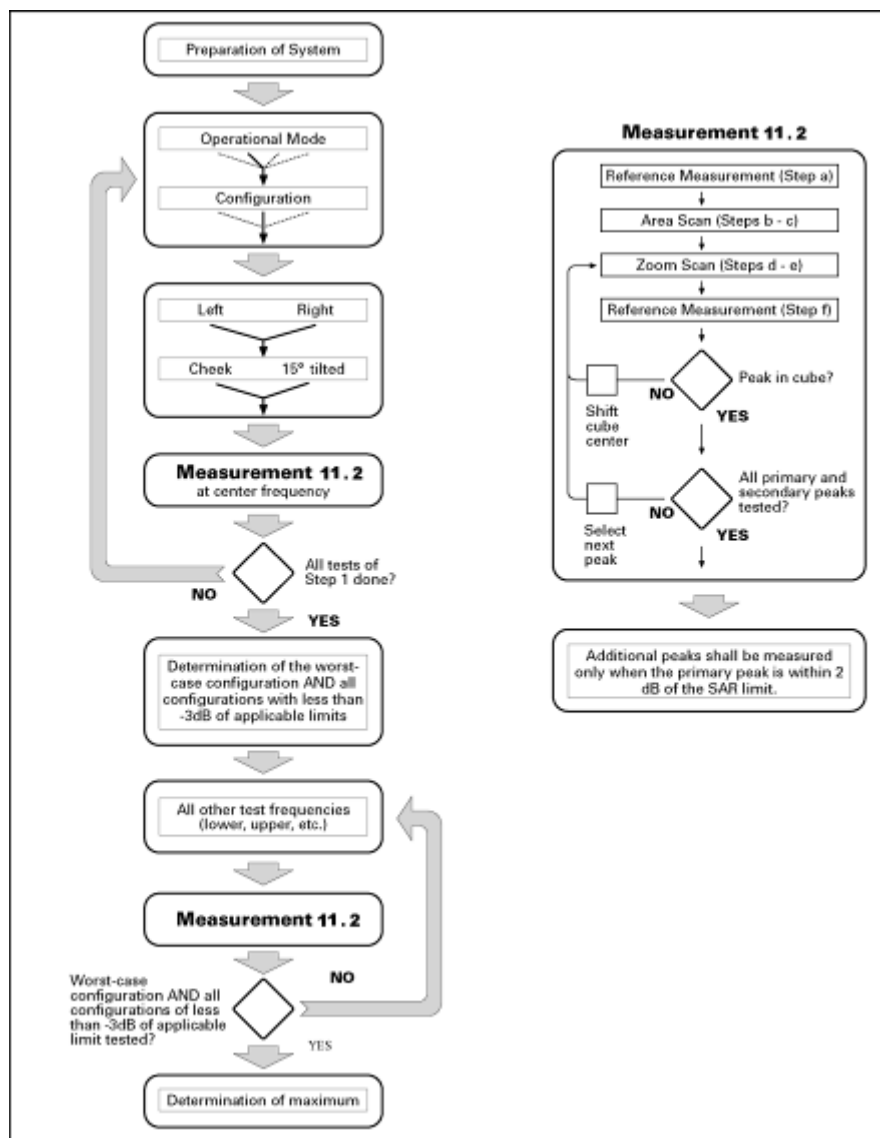 Preparation of System
Operational Mode
Configuration
Left Right
Cheek 15º tilted
Measurement 11.2
at center frequency
All tests of
Step 1 done?
NO
YES
Determination of the worst-
case configuration AND all
configurations with less than
-3dB of applicable limits
All other test frequencies
(lower, upper, etc.)
Measurement 11.2
NO
Worst-case
configuration AND all
configurations of less
than -3dB of applicable
limit tested?
YES
Determination of maximum
Measurement 11.2
Reference Measurement (Step a)
Area Scan (Steps b - c)
Zoom Scan (Steps d - e)
Reference Measurement (Step f)
Peak in cube?
NO
YES
Shift
cube
center
All primary and
secondary peaks
tested?
NO
YES
Select
next
peak
Additional peaks shall be measured
only when the primary peak is within 2
dB of the SAR limit.